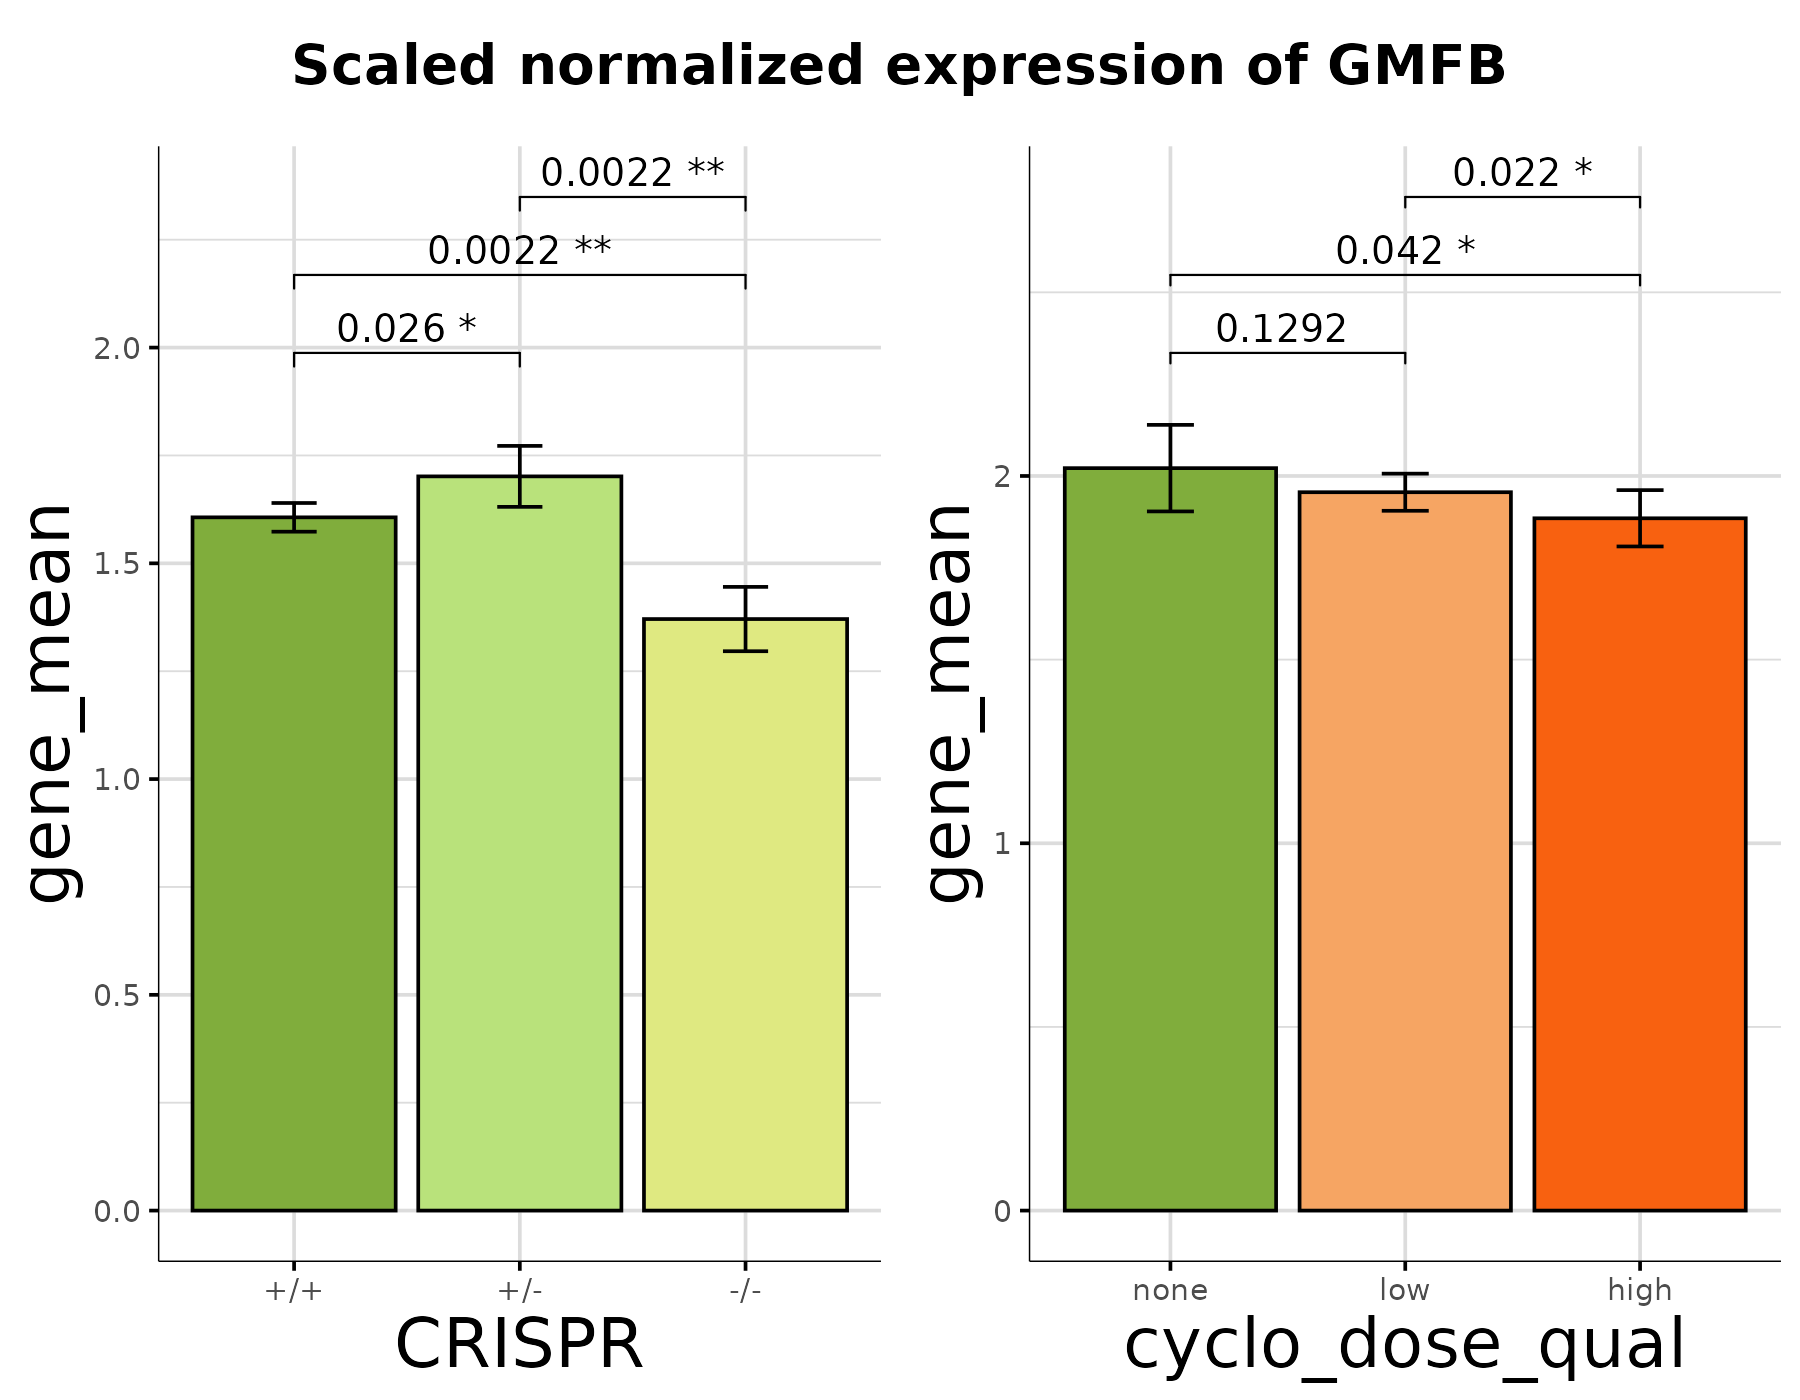 Scaled normalized expression of GMFB
gene_mean
0.0022 **
0.0022 **
0.026 *
2.0
1.5
1.0
0.5
0.0
+/+ +/- -/-
CRISPR
gene_mean
0.022 *
0.042 *
0.1292
2
1
0
none low high
cyclo_dose_qual